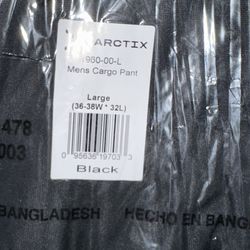 ARCTIX
1960-00-L
Mens Cargo Pant
Large
(36-38W * 32L)
0 95636 19703 3
Black
478
003
BANGLADESH HECHO EN BANG